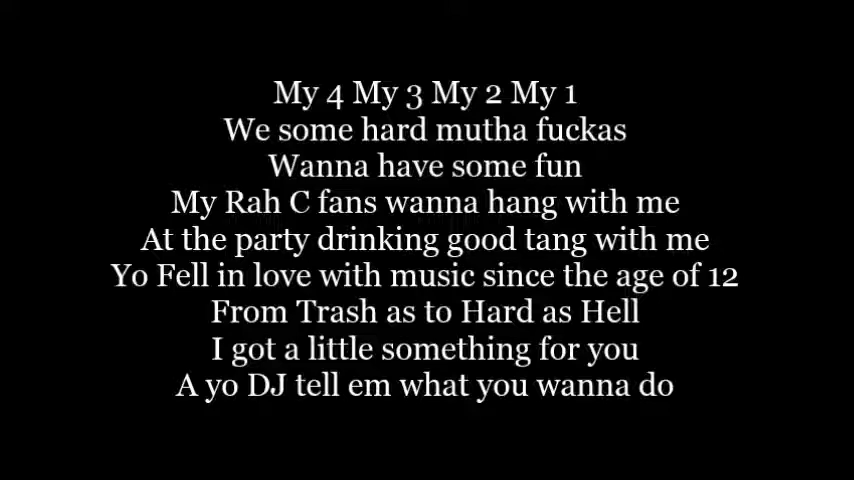 My 4 My 3 My 2 My 1
We some hard mutha fuckas
Wanna have some fun
My Rah C fans wanna hang with me
At the party drinking good tang with me
Yo Fell in love with music since the age of 12
From Trash as to Hard as Hell
I got a little something for you
A yo DJ tell em what you wanna do